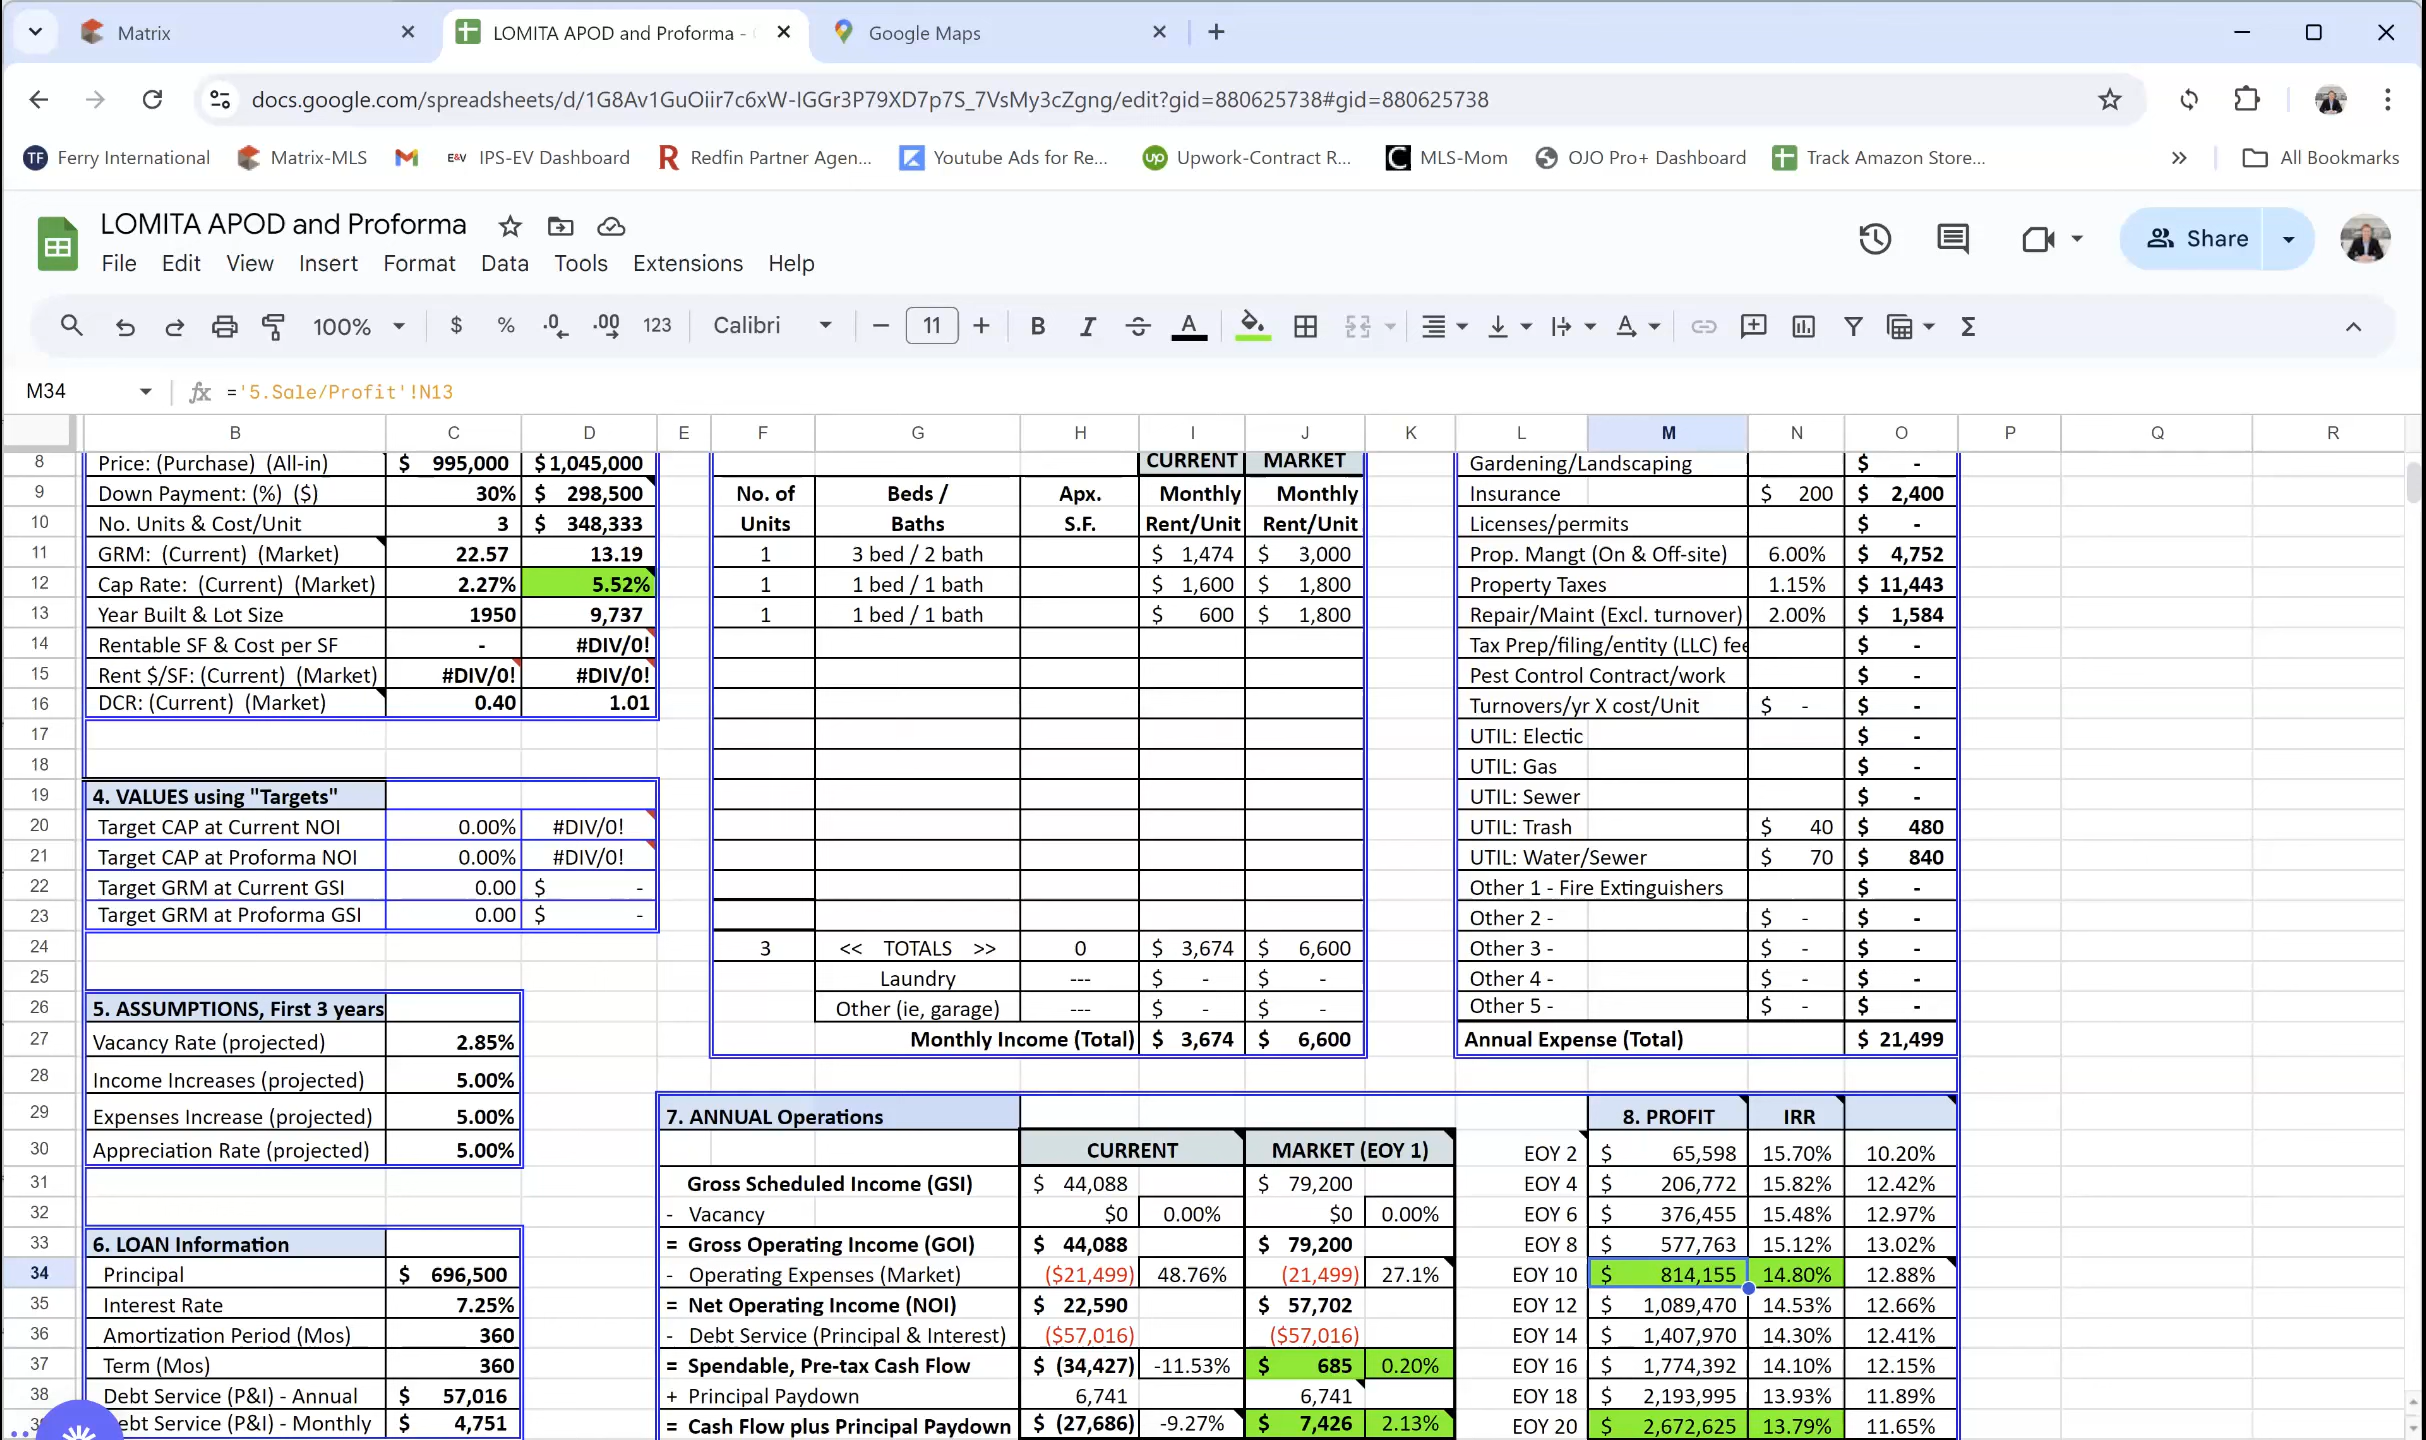 Matrix
LOMITA APOD and Proforma -
Google Maps
docs.google.com/spreadsheets/d/1G8Av1GuOiir7c6xW-IGGr3P79XD7p7S_7VsMy3cZgng/edit?gid=880625738#gid=880625738
TF Ferry International Matrix-MLS E&V IPS-EV Dashboard Redfin Partner Agen... Youtube Ads for Re... up Upwork-Contract R... C MLS-Mom OJO Pro+ Dashboard Track Amazon Store... All Bookmarks
LOMITA APOD and Proforma
Share
File Edit View Insert Format Data Tools Extensions Help
100% $ % .0 .00 123 Calibri 11 B I S A Σ
M34 fx ='5.Sale/Profit'!N13
B C D E F G H I J K L M N O P Q R
8 Price: (Purchase) (All-in) $ 995,000 $ 1,045,000 CURRENT MARKET Gardening/Landscaping $ -
9 Down Payment: (%) ($) 30% $ 298,500 No. of Beds / Apx. Monthly Monthly Insurance $ 200 $ 2,400
10 No. Units & Cost/Unit 3 $ 348,333 Units Baths S.F. Rent/Unit Rent/Unit Licenses/permits $ -
11 GRM: (Current) (Market) 22.57 13.19 1 3 bed / 2 bath $ 1,474 $ 3,000 Prop. Mangt (On & Off-site) 6.00% $ 4,752
12 Cap Rate: (Current) (Market) 2.27% 5.52% 1 1 bed / 1 bath $ 1,600 $ 1,800 Property Taxes 1.15% $ 11,443
13 Year Built & Lot Size 1950 9,737 1 1 bed / 1 bath $ 600 $ 1,800 Repair/Maint (Excl. turnover) 2.00% $ 1,584
14 Rentable SF & Cost per SF - #DIV/0! Tax Prep/filing/entity (LLC) fee $ -
15 Rent $/SF: (Current) (Market) #DIV/0! #DIV/0! Pest Control Contract/work $ -
16 DCR: (Current) (Market) 0.40 1.01 Turnovers/yr X cost/Unit $ - $ -
17 UTIL: Electic $ -
18 UTIL: Gas $ -
19 4. VALUES using "Targets" UTIL: Sewer $ -
20 Target CAP at Current NOI 0.00% #DIV/0! UTIL: Trash $ 40 $ 480
21 Target CAP at Proforma NOI 0.00% #DIV/0! UTIL: Water/Sewer $ 70 $ 840
22 Target GRM at Current GSI 0.00 $ - Other 1 - Fire Extinguishers $ -
23 Target GRM at Proforma GSI 0.00 $ - Other 2 - $ - $ -
24 3 << TOTALS >> 0 $ 3,674 $ 6,600 Other 3 - $ - $ -
25 Laundry --- $ - $ - Other 4 - $ - $ -
26 5. ASSUMPTIONS, First 3 years Other (ie, garage) --- $ - $ - Other 5 - $ - $ -
27 Vacancy Rate (projected) 2.85% Monthly Income (Total) $ 3,674 $ 6,600 Annual Expense (Total) $ 21,499
28 Income Increases (projected) 5.00%
29 Expenses Increase (projected) 5.00% 7. ANNUAL Operations 8. PROFIT IRR
30 Appreciation Rate (projected) 5.00% CURRENT MARKET (EOY 1) EOY 2 $ 65,598 15.70% 10.20%
31 Gross Scheduled Income (GSI) $ 44,088 $ 79,200 EOY 4 $ 206,772 15.82% 12.42%
32 - Vacancy $0 0.00% $0 0.00% EOY 6 $ 376,455 15.48% 12.97%
33 6. LOAN Information = Gross Operating Income (GOI) $ 44,088 $ 79,200 EOY 8 $ 577,763 15.12% 13.02%
34 Principal $ 696,500 - Operating Expenses (Market) ($21,499) 48.76% (21,499) 27.1% EOY 10 $ 814,155 14.80% 12.88%
35 Interest Rate 7.25% = Net Operating Income (NOI) $ 22,590 $ 57,702 EOY 12 $ 1,089,470 14.53% 12.66%
36 Amortization Period (Mos) 360 - Debt Service (Principal & Interest) ($57,016) ($57,016) EOY 14 $ 1,407,970 14.30% 12.41%
37 Term (Mos) 360 = Spendable, Pre-tax Cash Flow $ (34,427) -11.53% $ 685 0.20% EOY 16 $ 1,774,392 14.10% 12.15%
38 Debt Service (P&I) - Annual $ 57,016 + Principal Paydown 6,741 6,741 EOY 18 $ 2,193,995 13.93% 11.89%
ebt Service (P&I) - Monthly $ 4,751 = Cash Flow plus Principal Paydown $ (27,686) -9.27% $ 7,426 2.13% EOY 20 $ 2,672,625 13.79% 11.65%